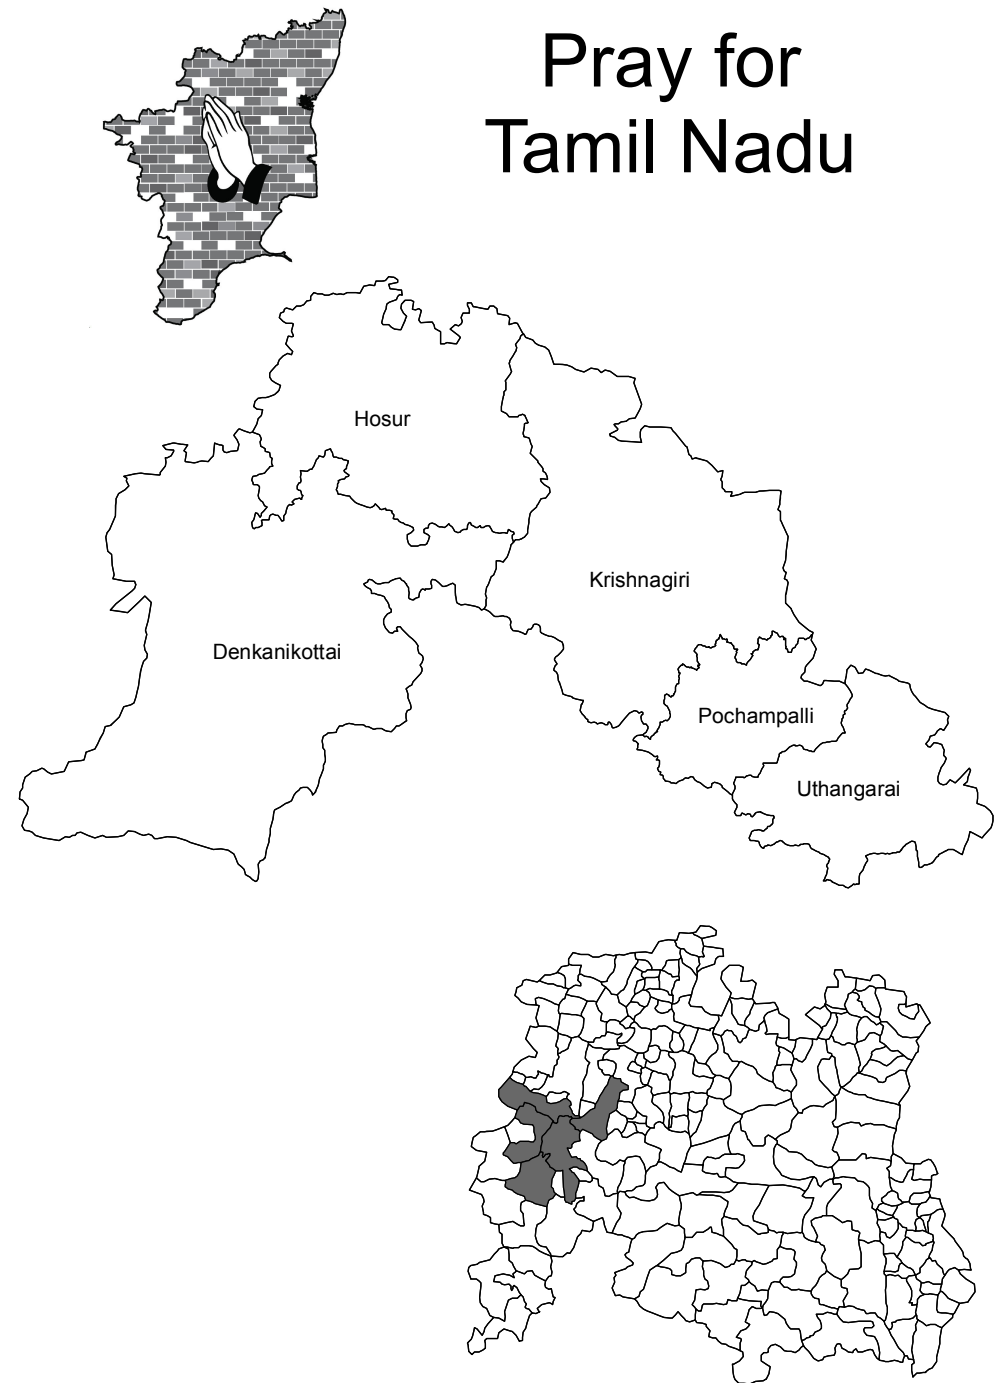 Pray for
Tamil Nadu
Hosur
Krishnagiri
Denkanikottai
Pochampalli
Uthangarai